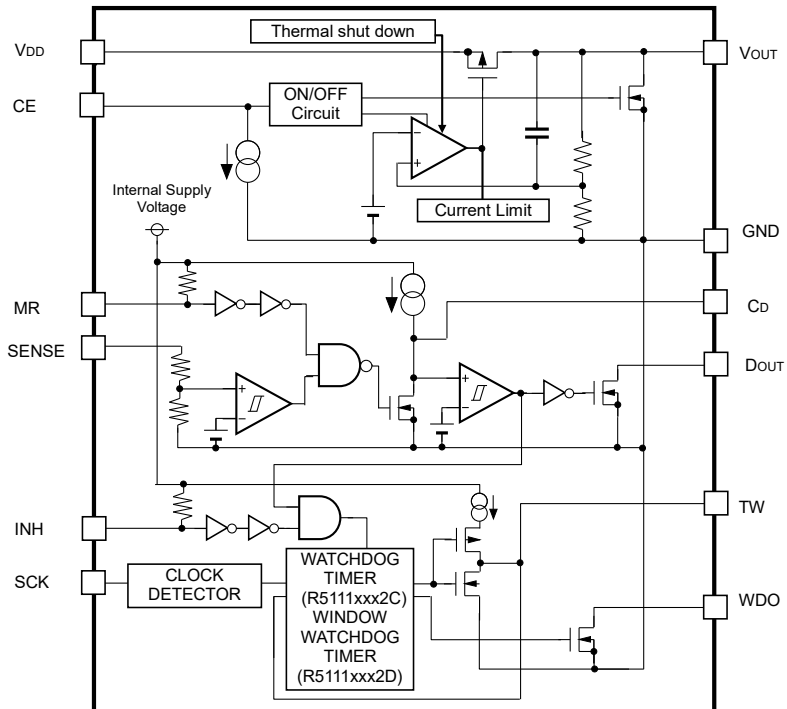 Thermal shut down
VDD
VOUT
CE
ON/OFF
Circuit
−
+
Current Limit
Internal Supply
Voltage
GND
MR
CD
SENSE
DOUT
+
−
+
−
INH
TW
SCK
CLOCK
DETECTOR
WATCHDOG
TIMER
(R5111xxx2C)
WINDOW
WATCHDOG
TIMER
(R5111xxx2D)
WDO